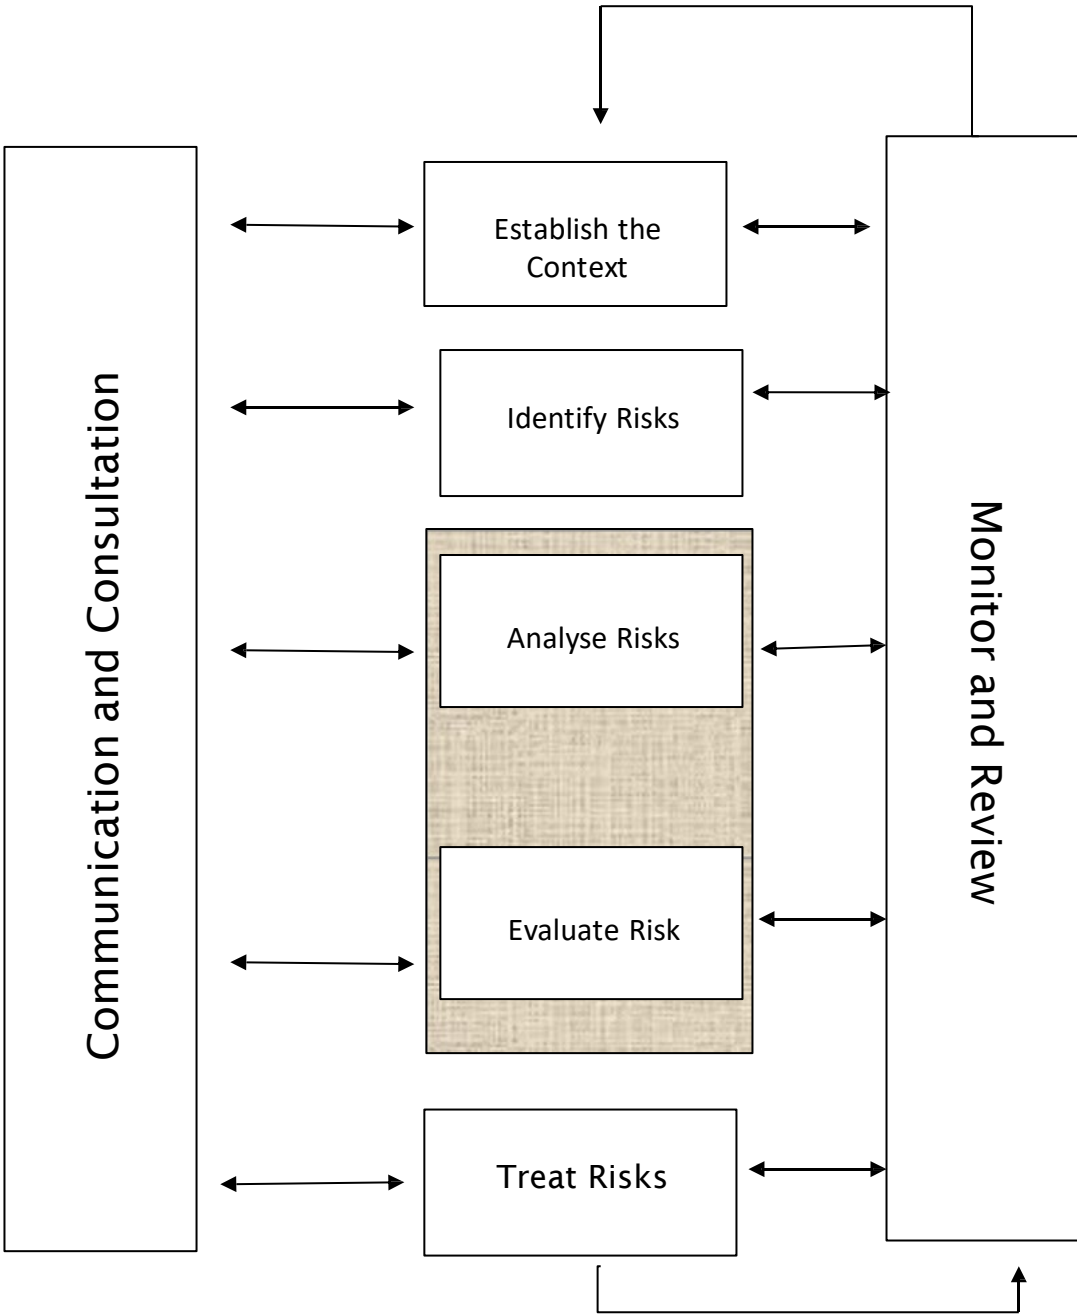 Communication and Consultation
Establish the
Context
Identify Risks
Analyse Risks
Evaluate Risk
Treat Risks
Monitor and Review